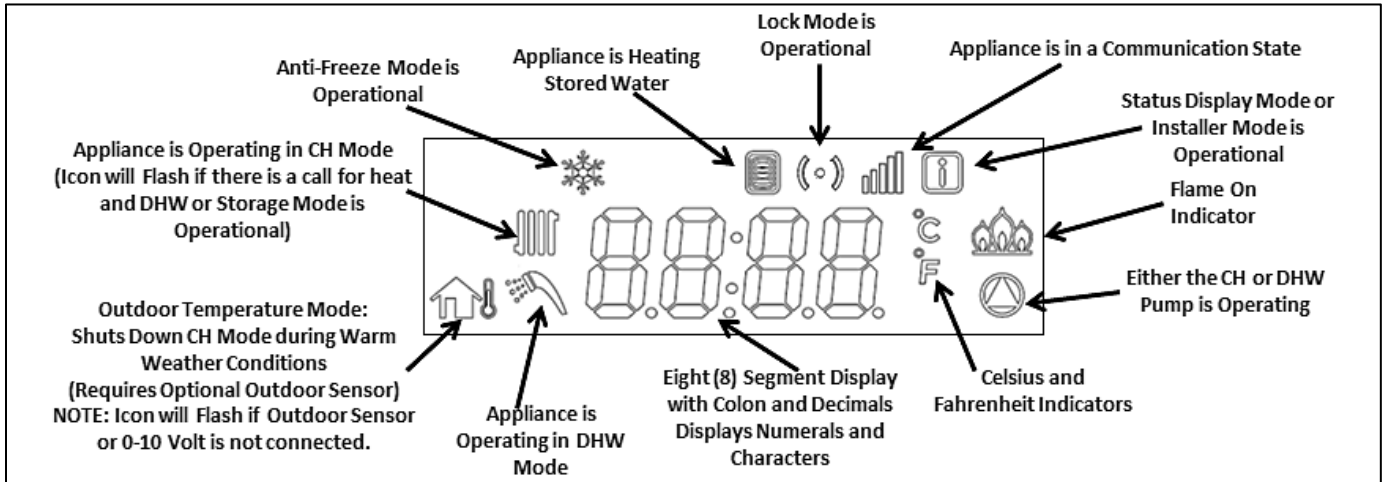 Lock Mode is
Operational
Appliance is in a Communication State
Appliance is Heating
Stored Water
Anti-Freeze Mode is
Operational
Status Display Mode or
Installer Mode is
Operational
Appliance is Operating in CH Mode
(Icon will Flash if there is a call for heat
and DHW or Storage Mode is
Operational)
Flame On
Indicator
88:88
°C
°F
i
Either the CH or DHW
Pump is Operating
Outdoor Temperature Mode:
Shuts Down CH Mode during Warm
Weather Conditions
(Requires Optional Outdoor Sensor)
NOTE: Icon will Flash if Outdoor Sensor
or 0-10 Volt is not connected.
Appliance is
Operating in DHW
Mode
Eight (8) Segment Display
with Colon and Decimals
Displays Numerals and
Characters
Celsius and
Fahrenheit Indicators